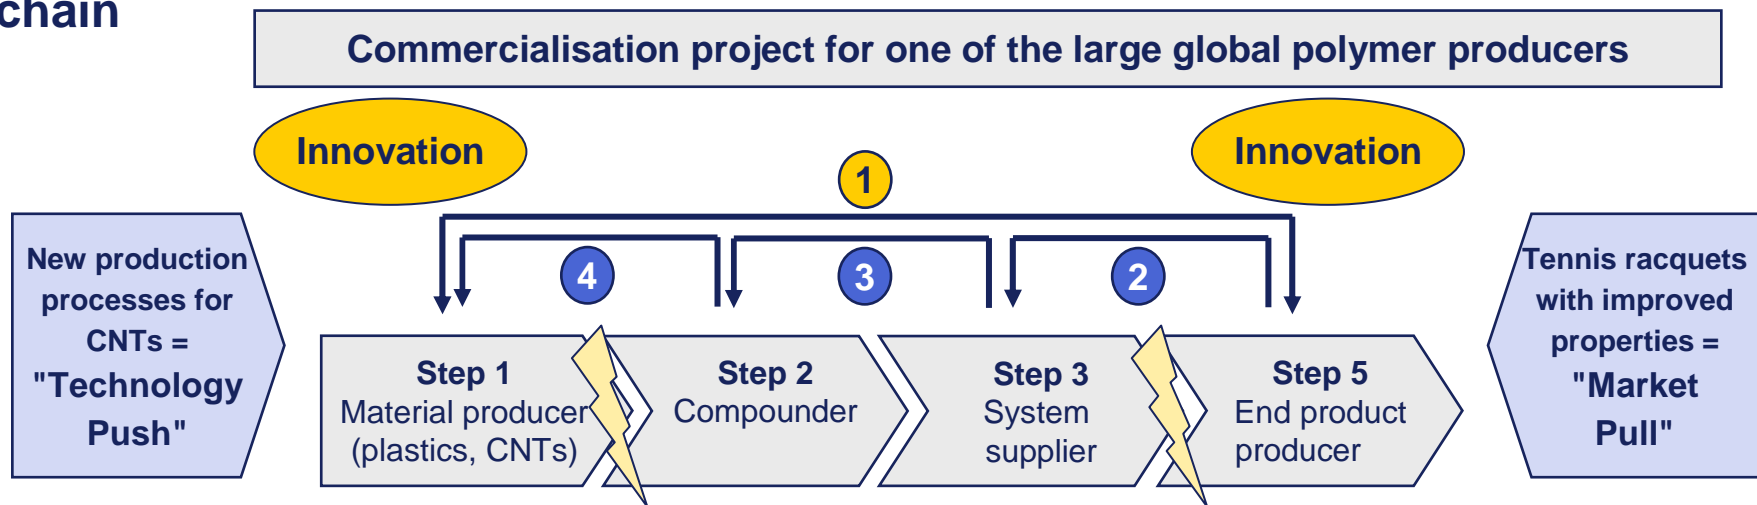 chain
Commercialisation project for one of the large global polymer producers
Innovation
Innovation
1
4
3
2
New production
processes for
CNTs =
"Technology
Push"
Step 1
Material producer
(plastics, CNTs)
Step 2
Compounder
Step 3
System
supplier
Step 5
End product
producer
Tennis racquets
with improved
properties =
"Market
Pull"